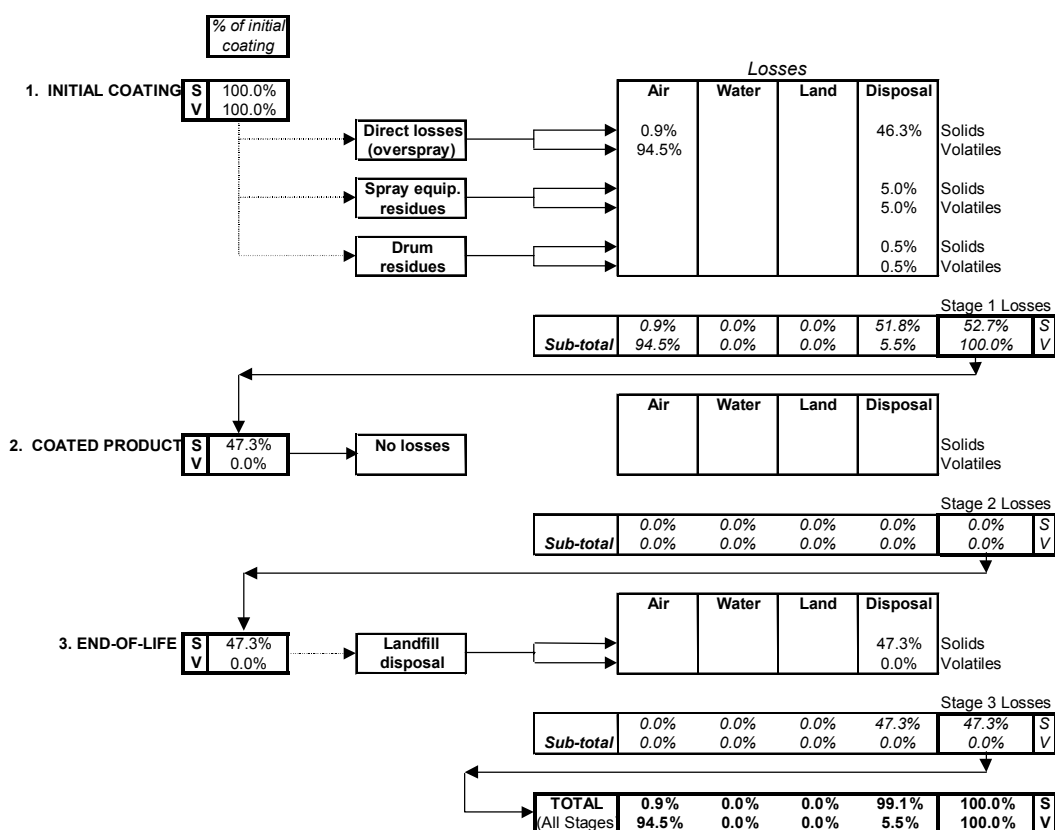 % of initial
coating
Losses
1. INITIAL COATING S 100.0% Air Water Land Disposal
V 100.0%
Direct losses 0.9% 46.3% Solids
(overspray) 94.5% Volatiles
Spray equip. 5.0% Solids
residues 5.0% Volatiles
Drum 0.5% Solids
residues 0.5% Volatiles
Stage 1 Losses
0.9% 0.0% 0.0% 51.8% 52.7% S
Sub-total 94.5% 0.0% 0.0% 5.5% 100.0% V
Air Water Land Disposal
2. COATED PRODUCT S 47.3% No losses Solids
V 0.0% Volatiles
Stage 2 Losses
0.0% 0.0% 0.0% 0.0% 0.0% S
Sub-total 0.0% 0.0% 0.0% 0.0% 0.0% V
Air Water Land Disposal
3. END-OF-LIFE S 47.3% Landfill 47.3% Solids
V 0.0% disposal 0.0% Volatiles
Stage 3 Losses
0.0% 0.0% 0.0% 47.3% 47.3% S
Sub-total 0.0% 0.0% 0.0% 0.0% 0.0% V
TOTAL 0.9% 0.0% 0.0% 99.1% 100.0% S
(All Stages 94.5% 0.0% 0.0% 5.5% 100.0% V